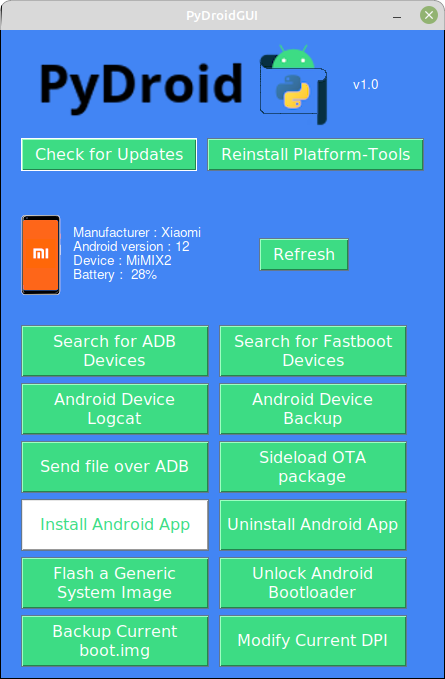 PyDroidGUI
PyDroid
v1.0
Check for Updates
Reinstall Platform-Tools
Manufacturer : Xiaomi
Android version : 12
Device : MiMIX2
Battery :  28%
mi
Refresh
Search for ADB
Devices
Search for Fastboot
Devices
Android Device
Logcat
Android Device
Backup
Send file over ADB
Sideload OTA
package
Install Android App
Uninstall Android App
Flash a Generic
System Image
Unlock Android
Bootloader
Backup Current
boot.img
Modify Current DPI